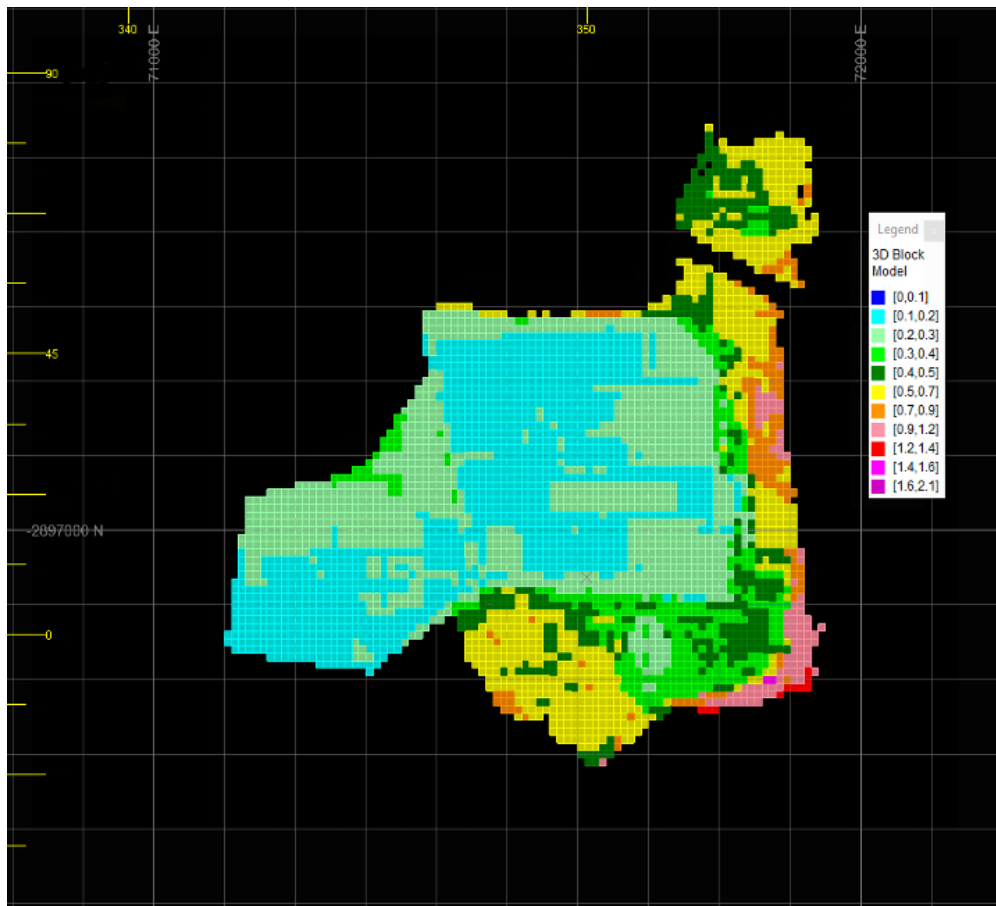 340
350
71000 E
72000 E
90
Legend
3D Block
Model
[0,0.1]
[0.1,0.2]
[0.2,0.3]
[0.3,0.4]
[0.4,0.5]
[0.5,0.7]
[0.7,0.9]
[0.9,1.2]
[1.2,1.4]
[1.4,1.6]
[1.6,2.1]
45
-2897000 N
0